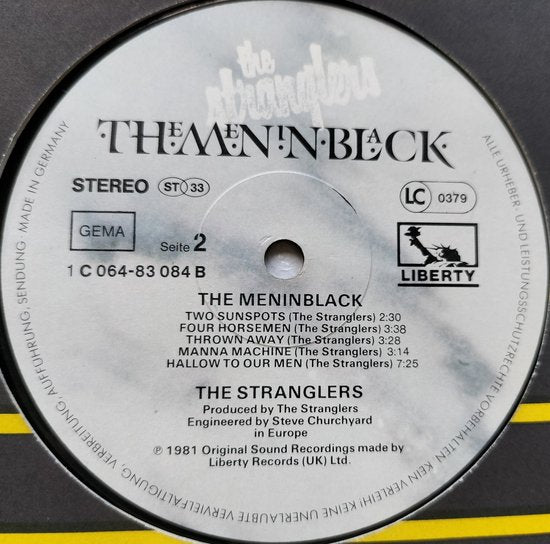 the
stranglers
THEMENINBLACK
STEREO ST 33
LC 0379
GEMA
Seite 2
LIBERTY
1 C 064-83 084 B
THE MENINBLACK
TWO SUNSPOTS (The Stranglers) 2:30
FOUR HORSEMEN (The Stranglers) 3:38
THROWN AWAY (The Stranglers) 3:28
MANNA MACHINE (The Stranglers) 3:14
HALLOW TO OUR MEN (The Stranglers) 7:25
THE STRANGLERS
Produced by The Stranglers
Engineered by Steve Churchyard
in Europe
℗ 1981 Original Sound Recordings made by
Liberty Records (UK) Ltd.
ALLE URHEBER- UND LEISTUNGSSCHUTZRECHTE VORBEHALTEN KEIN VERLEIH! KEINE UNERLAUBTE VERVIELFÄLTIGUNG, VERBREITUNG, AUFFÜHRUNG, SENDUNG · MADE IN GERMANY